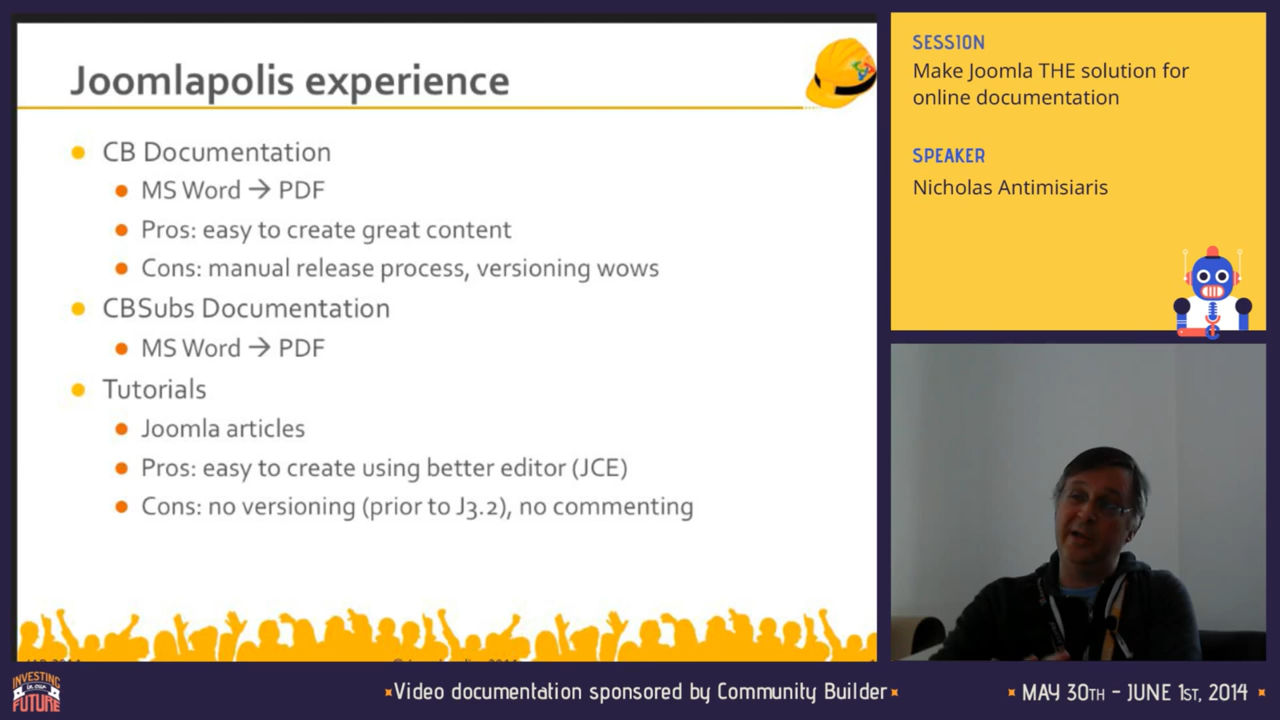 Joomlapolis experience
CB Documentation
MS Word → PDF
Pros: easy to create great content
Cons: manual release process, versioning wows
CBSubs Documentation
MS Word → PDF
Tutorials
Joomla articles
Pros: easy to create using better editor (JCE)
Cons: no versioning (prior to J3.2), no commenting
SESSION
Make Joomla THE solution for
online documentation
SPEAKER
Nicholas Antimisiaris
INVESTING
IN OUR
FUTURE
Video documentation sponsored by Community Builder
MAY 30TH - JUNE 1ST, 2014